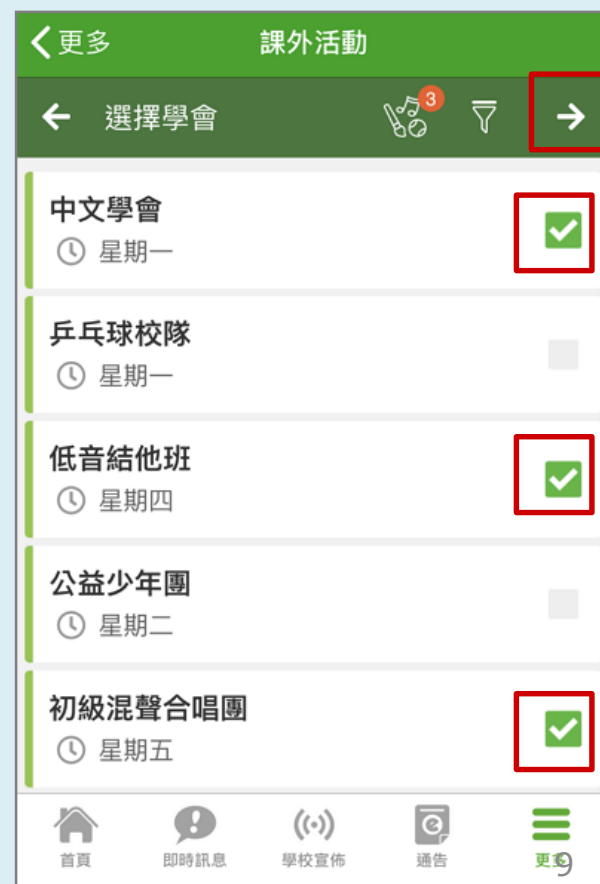 更多 課外活動
選擇學會 3
中文學會
星期一
乒乓球校隊
星期一
低音結他班
星期四
公益少年團
星期二
初級混聲合唱團
星期五
首頁 即時訊息 學校宣佈 通告 更多
9